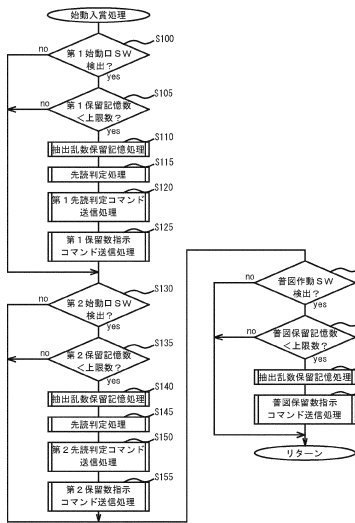 始動入賞処理
S100
第1始動口SW
検出?
no
yes
S105
第1保留記憶数
<上限数?
no
yes
S110
抽出乱数保留記憶処理
S115
先読判定処理
S120
第1先読判定コマンド
送信処理
S125
第1保留数指示
コマンド送信処理
S130
第2始動口SW
検出?
no
yes
S135
第2保留記憶数
<上限数?
no
yes
S140
抽出乱数保留記憶処理
S145
先読判定処理
S150
第2先読判定コマンド
送信処理
S155
第2保留数指示
コマンド送信処理
普図作動SW
検出?
no
yes
普図保留記憶数
<上限数?
no
yes
抽出乱数保留記憶処理
普図保留数指示
コマンド送信処理
リターン